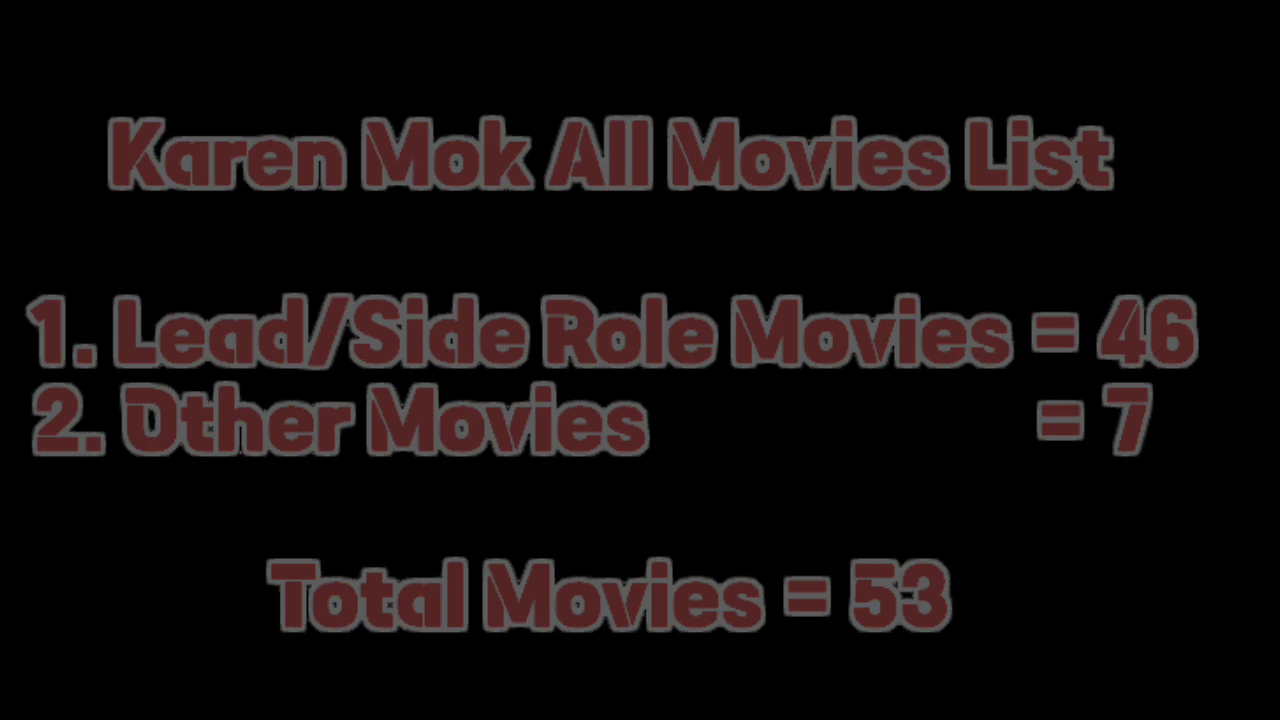 Karen Mok All Movies List
1. Lead/Side Role Movies = 46
2. Other Movies = 7
Total Movies = 53